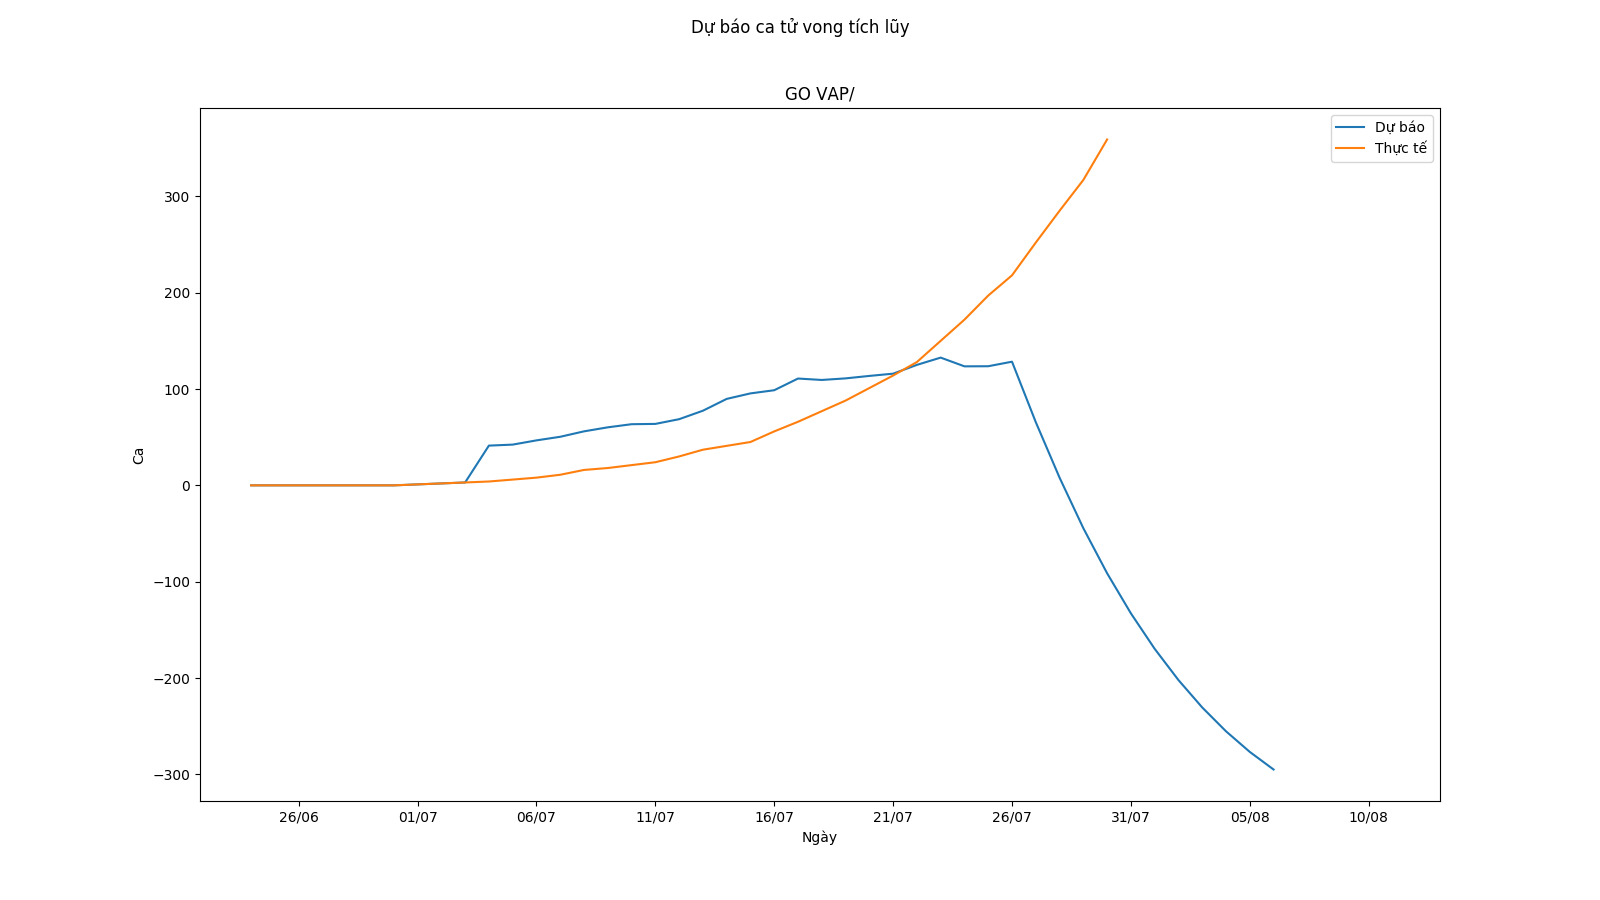 Dự báo ca tử vong tích lũy
GO VAP/
Dự báo
Thực tế
300
200
100
0
−100
−200
−300
Ca
26/06
01/07
06/07
11/07
16/07
21/07
26/07
31/07
05/08
10/08
Ngày